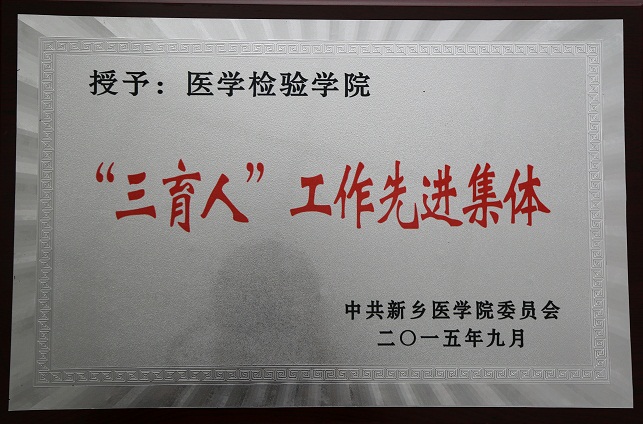 授予：医学检验学院
“三育人”工作先进集体
中共新乡医学院委员会
二〇一五年九月